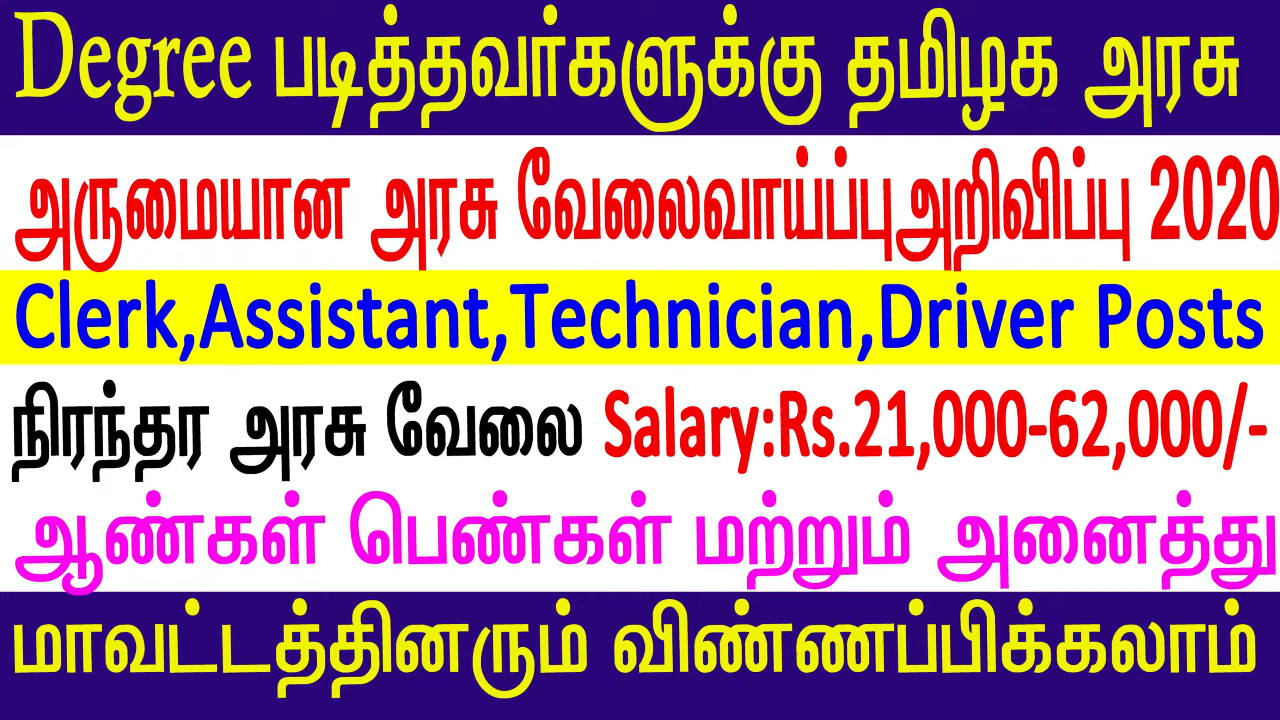 Degree படித்தவர்களுக்கு தமிழக அரசு
அருமையான அரசு வேலைவாய்ப்புஅறிவிப்பு 2020
Clerk,Assistant,Technician,Driver Posts
நிரந்தர அரசு வேலை Salary:Rs.21,000-62,000/-
ஆண்கள் பெண்கள் மற்றும் அனைத்து
மாவட்டத்தினரும் விண்ணப்பிக்கலாம்